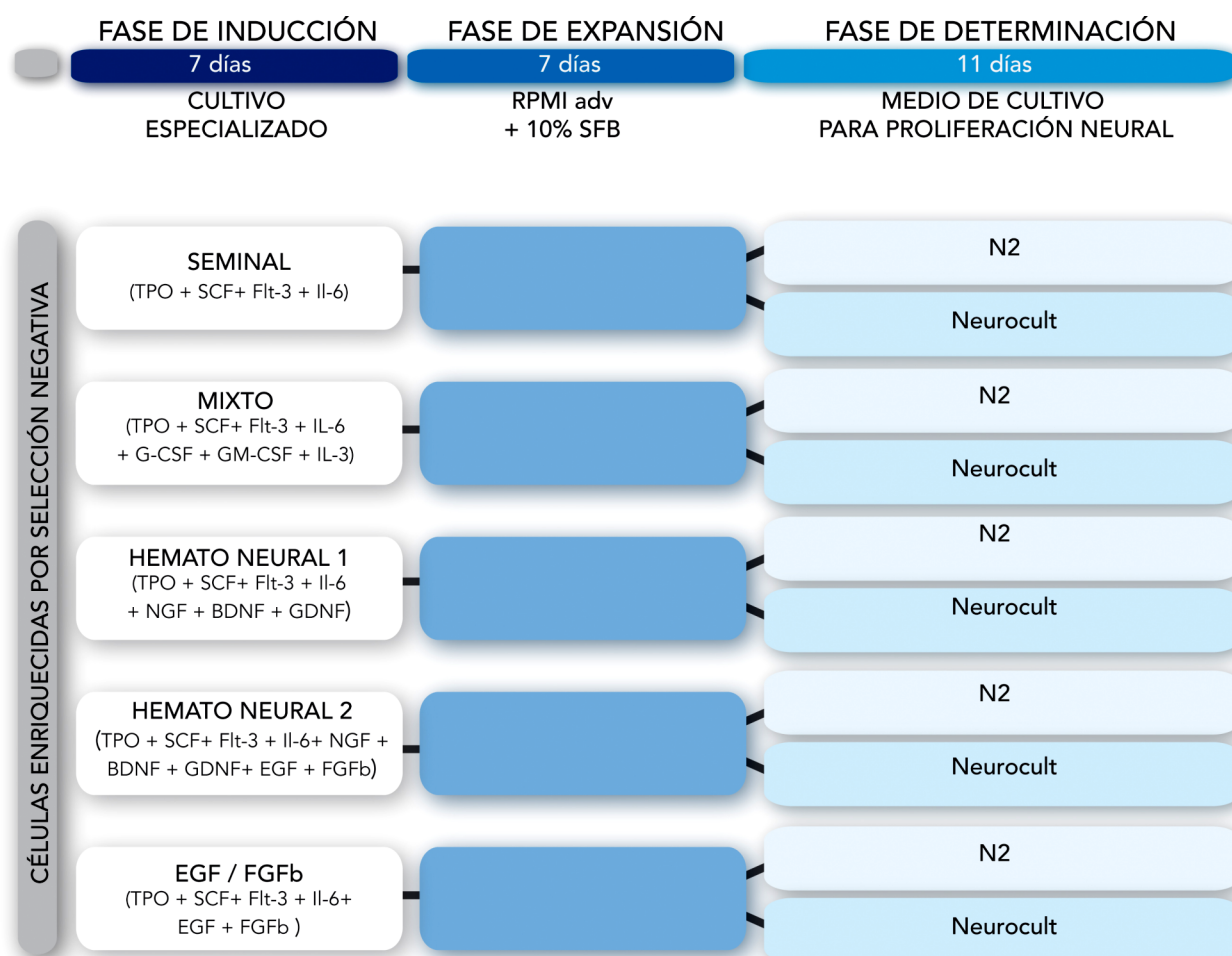 FASE DE INDUCCIÓN
7 días
CULTIVO
ESPECIALIZADO
FASE DE EXPANSIÓN
7 días
RPMI adv
+ 10% SFB
FASE DE DETERMINACIÓN
11 días
MEDIO DE CULTIVO
PARA PROLIFERACIÓN NEURAL
CÉLULAS ENRIQUECIDAS POR SELECCIÓN NEGATIVA
SEMINAL
(TPO + SCF+ Flt-3 + Il-6)
N2
Neurocult
MIXTO
(TPO + SCF+ Flt-3 + IL-6
+ G-CSF + GM-CSF + IL-3)
N2
Neurocult
HEMATO NEURAL 1
(TPO + SCF+ Flt-3 + Il-6
+ NGF + BDNF + GDNF)
N2
Neurocult
HEMATO NEURAL 2
(TPO + SCF+ Flt-3 + Il-6+ NGF +
BDNF + GDNF+ EGF + FGFb)
N2
Neurocult
EGF / FGFb
(TPO + SCF+ Flt-3 + Il-6+
EGF + FGFb )
N2
Neurocult